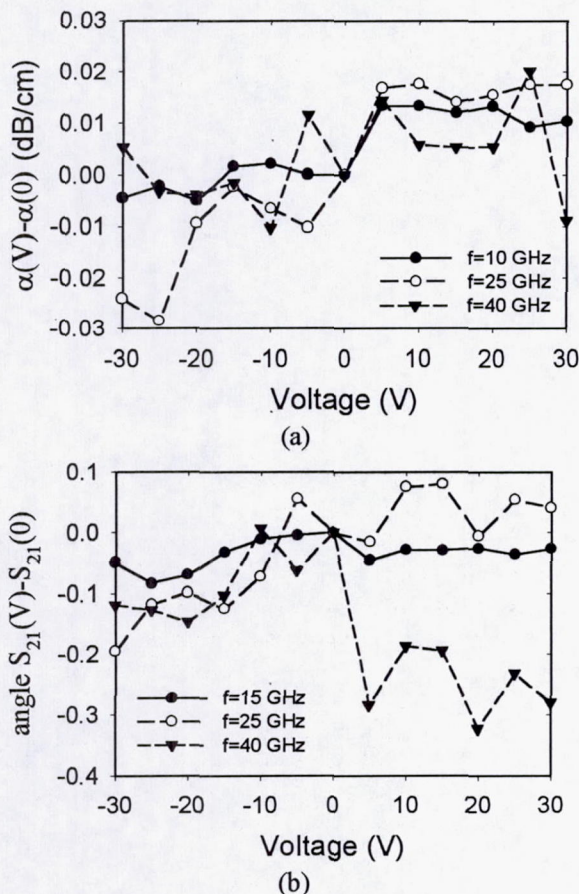 0.03
0.02
0.01
0.00
-0.01
-0.02
-0.03
α(V)-α(0) (dB/cm)
f=10 GHz
f=25 GHz
f=40 GHz
-30 -20 -10 0 10 20 30
Voltage (V)
(a)
0.1
0.0
-0.1
-0.2
-0.3
-0.4
angle S21(V)-S21(0)
f=15 GHz
f=25 GHz
f=40 GHz
-30 -20 -10 0 10 20 30
Voltage (V)
(b)